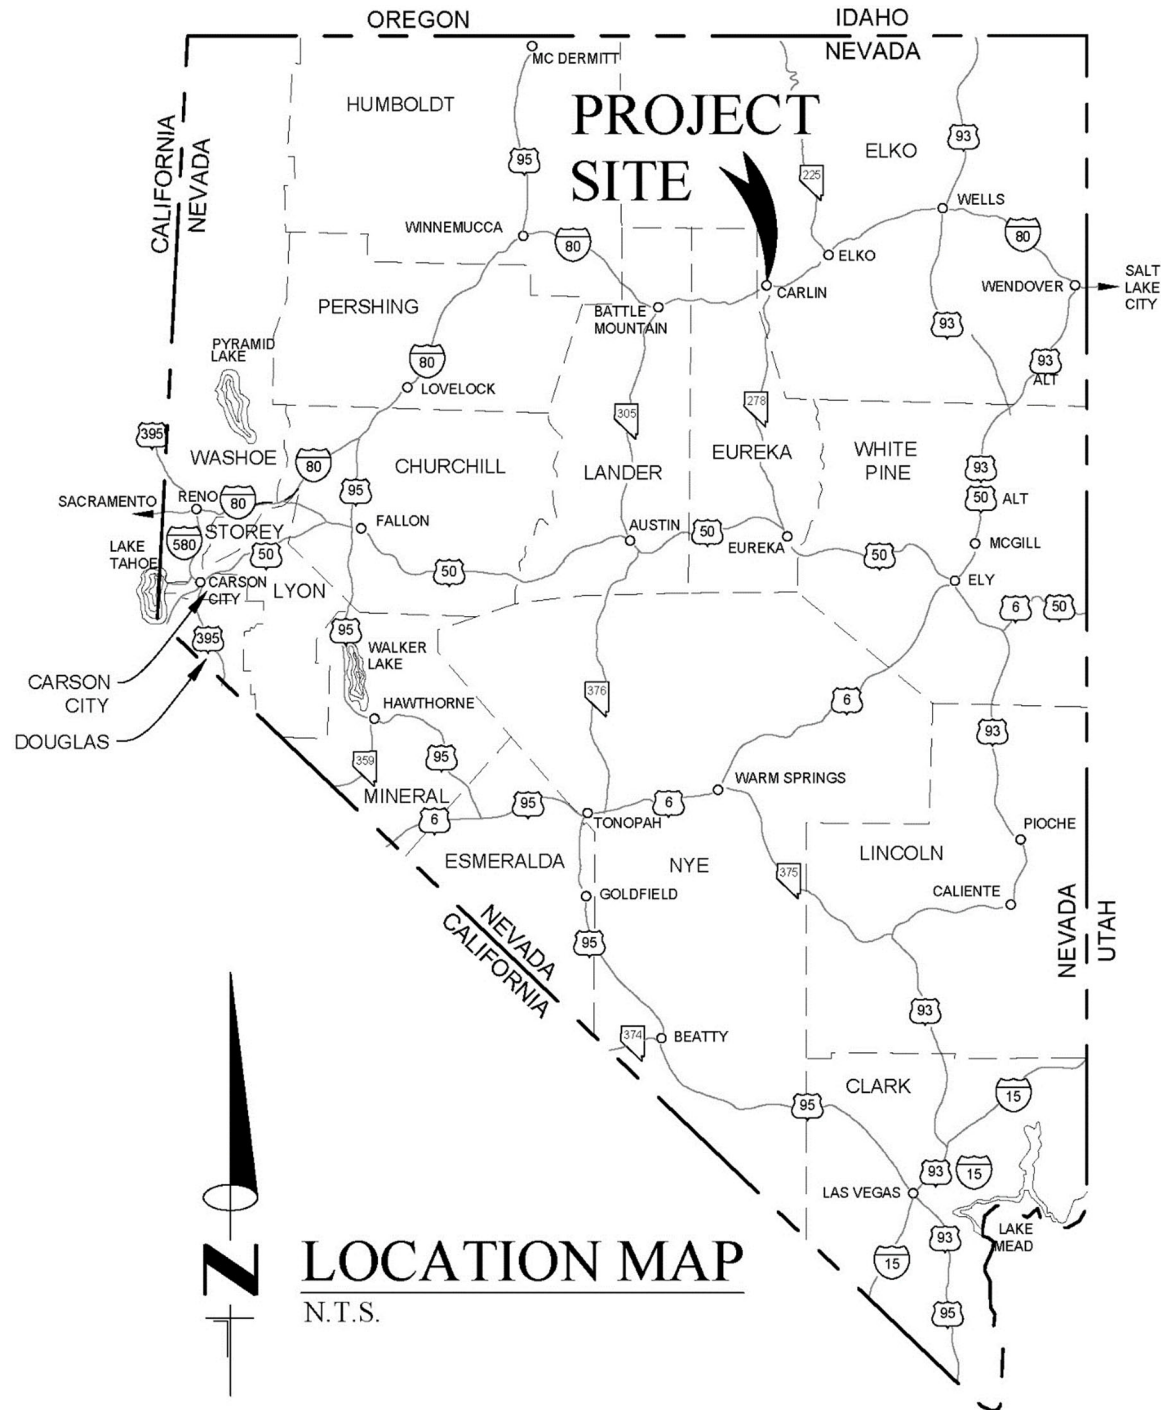 OREGON
IDAHO
NEVADA
MC DERMITT
HUMBOLDT
PROJECT
SITE
CALIFORNIA
NEVADA
93
ELKO
95
225
WELLS
WINNEMUCCA
80
80
ELKO
SALT
LAKE
CITY
WENDOVER
CARLIN
PERSHING
BATTLE
MOUNTAIN
93
PYRAMID
LAKE
80
93
ALT
LOVELOCK
278
305
395
WASHOE
80
CHURCHILL
LANDER
EUREKA
WHITE
PINE
93
95
50
ALT
SACRAMENTO
RENO
80
FALLON
AUSTIN
50
STOREY
580
LAKE
TAHOE
50
EUREKA
50
MCGILL
50
ELY
CARSON
CITY
LYON
6
50
395
95
WALKER
LAKE
CARSON
CITY
376
6
HAWTHORNE
93
DOUGLAS
359
95
MINERAL
WARM SPRINGS
95
6
6
TONOPAH
PIOCHE
ESMERALDA
NYE
LINCOLN
375
GOLDFIELD
CALIENTE
NEVADA
CALIFORNIA
95
NEVADA
UTAH
93
374
BEATTY
CLARK
15
95
93
15
LAS VEGAS
LAKE
MEAD
93
15
95
N
LOCATION MAP
N.T.S.